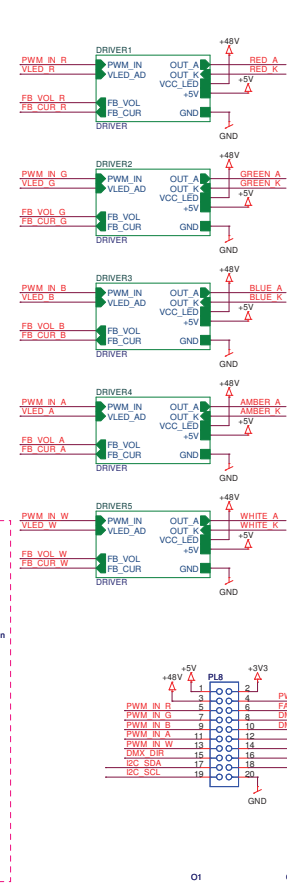 DRIVER1
+48V
PWM_IN_R PWM_IN OUT_A RED_A
VLED_R VLED_AD OUT_K RED_K
VCC_LED +5V
+5V
FB_VOL_R FB_VOL
FB_CUR_R FB_CUR GND
DRIVER
GND
DRIVER2
+48V
PWM_IN_G PWM_IN OUT_A GREEN_A
VLED_G VLED_AD OUT_K GREEN_K
VCC_LED +5V
+5V
FB_VOL_G FB_VOL
FB_CUR_G FB_CUR GND
DRIVER
GND
DRIVER3
+48V
PWM_IN_B PWM_IN OUT_A BLUE_A
VLED_B VLED_AD OUT_K BLUE_K
VCC_LED +5V
+5V
FB_VOL_B FB_VOL
FB_CUR_B FB_CUR GND
DRIVER
GND
DRIVER4
+48V
PWM_IN_A PWM_IN OUT_A AMBER_A
VLED_A VLED_AD OUT_K AMBER_K
VCC_LED +5V
+5V
FB_VOL_A FB_VOL
FB_CUR_A FB_CUR GND
DRIVER
GND
DRIVER5
+48V
PWM_IN_W PWM_IN OUT_A WHITE_A
VLED_W VLED_AD OUT_K WHITE_K
VCC_LED +5V
+5V
FB_VOL_W FB_VOL
FB_CUR_W FB_CUR GND
DRIVER
GND
n
+5V +3V3
+48V PL8
1 2
3 4
PWM_IN_R 5 6
PWM_IN_G 7 8
PWM_IN_B 9 10
PWM_IN_A 11 12
PWM_IN_W 13 14
DMX_DIR 15 16
I2C_SDA 17 18
I2C_SCL 19 20
GND
O1